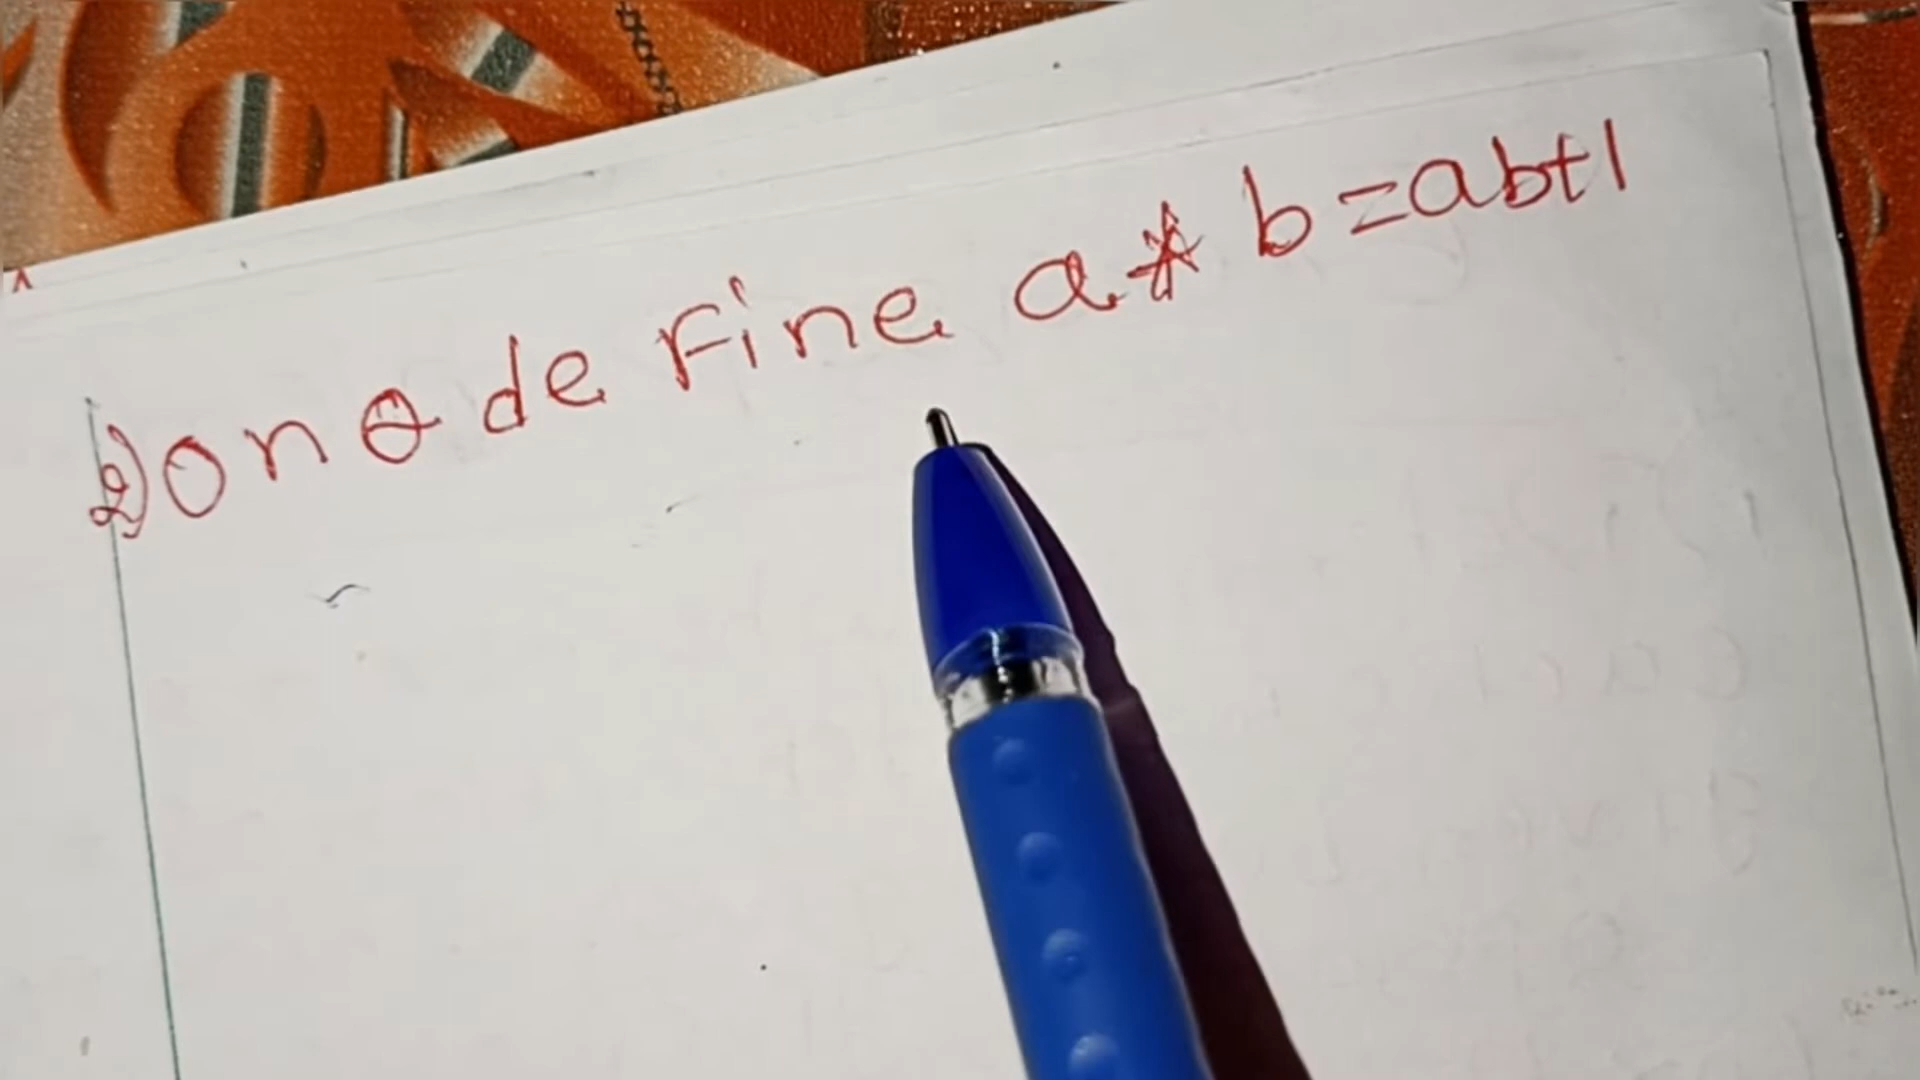 2) On Q define a * b = ab+1